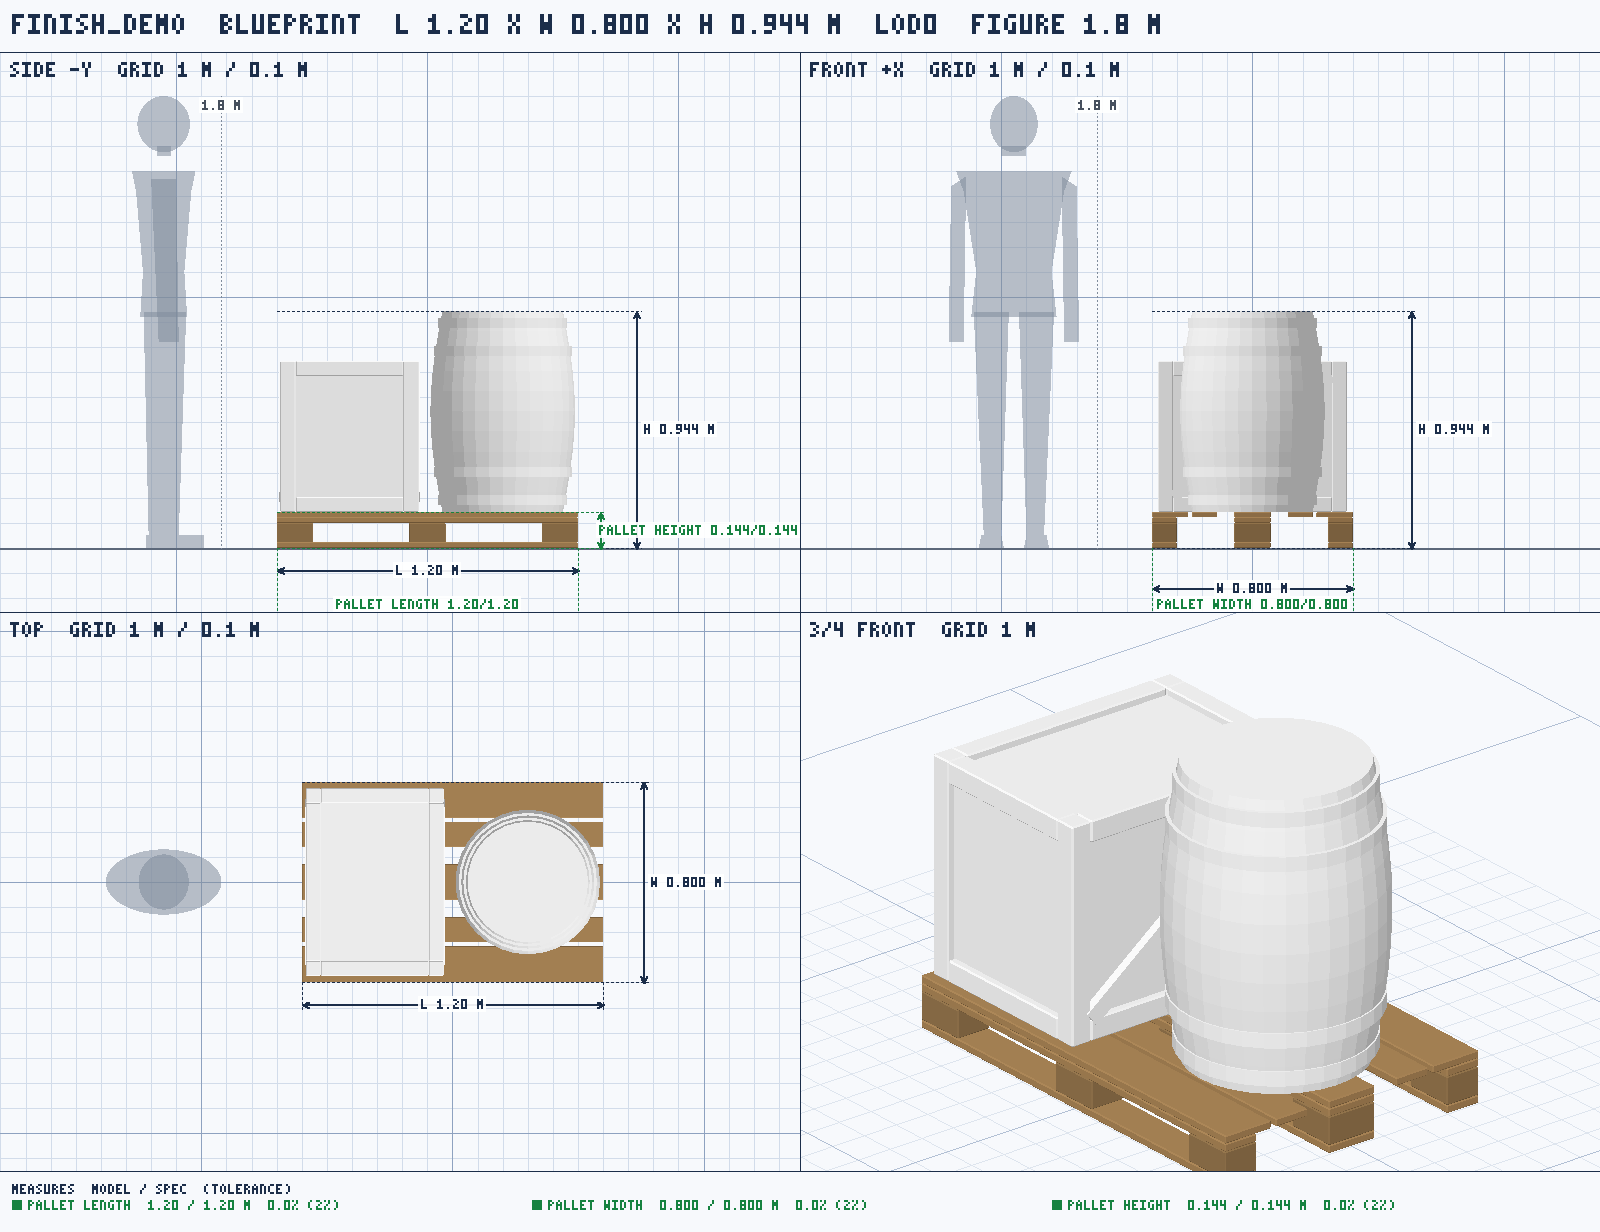 FINISH_DEMO BLUEPRINT L 1.20 X W 0.800 X H 0.944 M LOD0 FIGURE 1.8 M
SIDE -Y GRID 1 M / 0.1 M
1.8 M
H 0.944 M
PALLET HEIGHT 0.144/0.144
L 1.20 M
PALLET LENGTH 1.20/1.20
FRONT +X GRID 1 M / 0.1 M
1.8 M
H 0.944 M
W 0.800 M
PALLET WIDTH 0.800/0.800
TOP GRID 1 M / 0.1 M
W 0.800 M
L 1.20 M
3/4 FRONT GRID 1 M
MEASURES MODEL / SPEC (TOLERANCE)
PALLET LENGTH 1.20 / 1.20 M 0.0% (2%)
PALLET WIDTH 0.800 / 0.800 M 0.0% (2%)
PALLET HEIGHT 0.144 / 0.144 M 0.0% (2%)